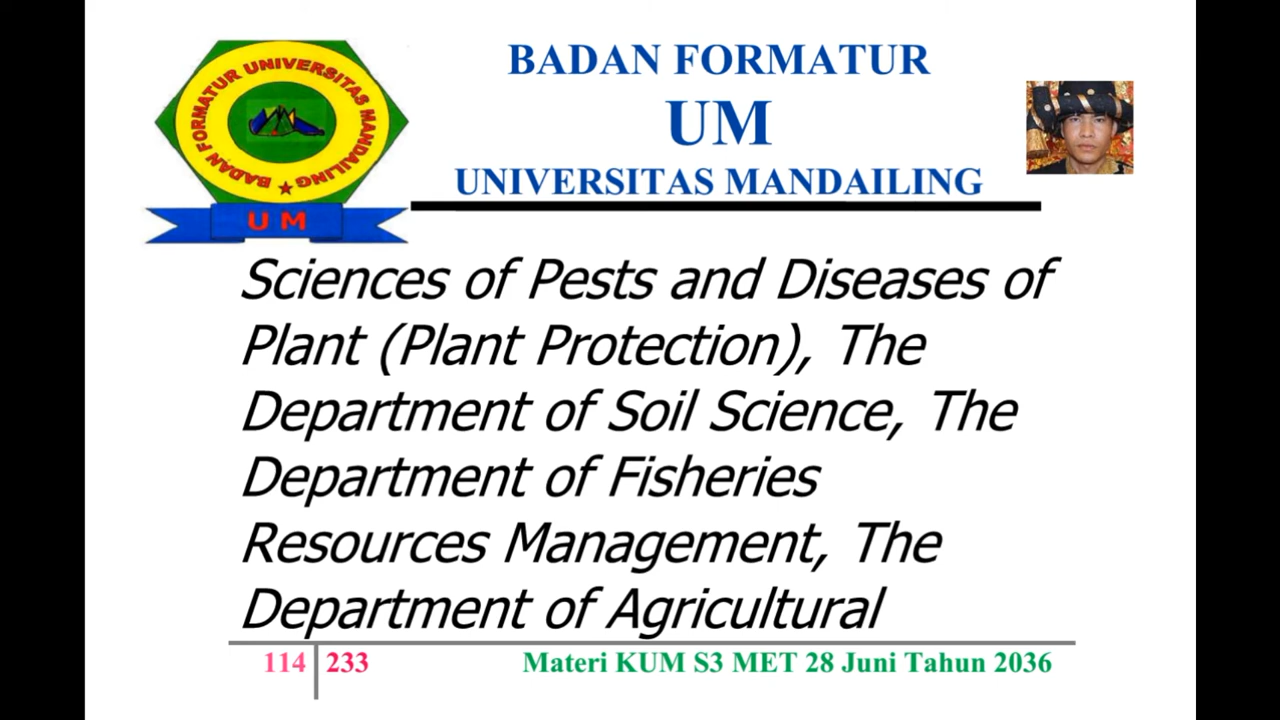 BADAN FORMATUR UNIVERSITAS MANDAILING
U M
BADAN FORMATUR
UM
UNIVERSITAS MANDAILING
Sciences of Pests and Diseases of
Plant (Plant Protection), The
Department of Soil Science, The
Department of Fisheries
Resources Management, The
Department of Agricultural
114 233 Materi KUM S3 MET 28 Juni Tahun 2036